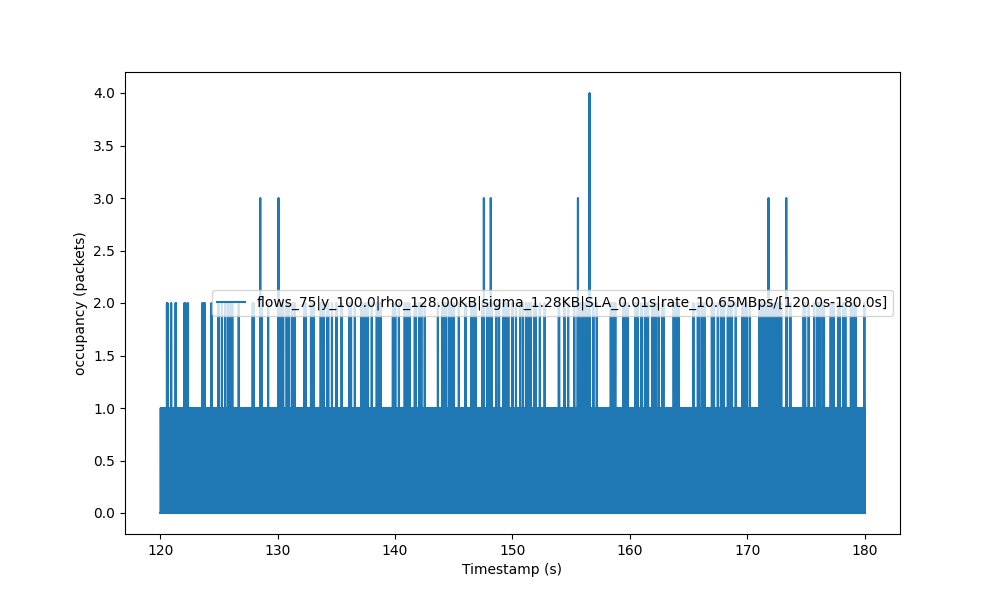 4.0
3.5
3.0
2.5
2.0
1.5
1.0
0.5
0.0
occupancy (packets)
flows_75|y_100.0|rho_128.00KB|sigma_1.28KB|SLA_0.01s|rate_10.65MBps/[120.0s-180.0s]
120 130 140 150 160 170 180
Timestamp (s)